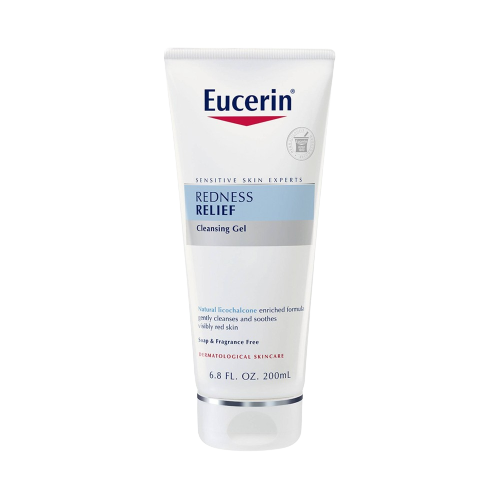 Eucerin®
SENSITIVE SKIN EXPERTS
REDNESS
RELIEF
Cleansing Gel
Natural licochalcone enriched formula
gently cleanses and soothes
visibly red skin
Soap & Fragrance Free
DERMATOLOGICAL SKINCARE
6.8 FL. OZ. 200mL